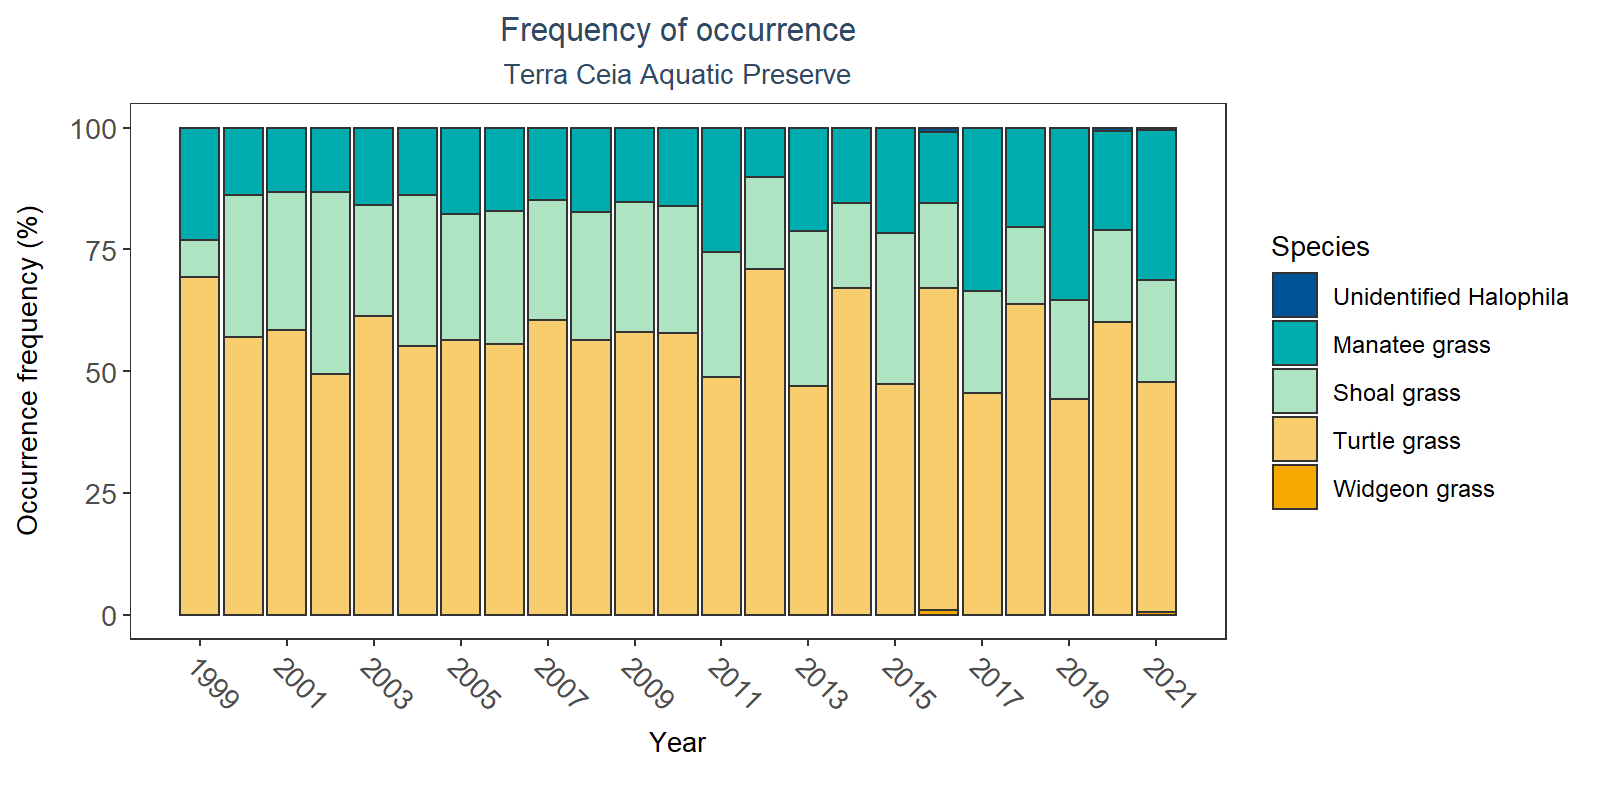 Frequency of occurrence
Terra Ceia Aquatic Preserve
Occurrence frequency (%)
100
75
50
25
0
1999
2001
2003
2005
2007
2009
2011
2013
2015
2017
2019
2021
Year
Species
Unidentified Halophila
Manatee grass
Shoal grass
Turtle grass
Widgeon grass